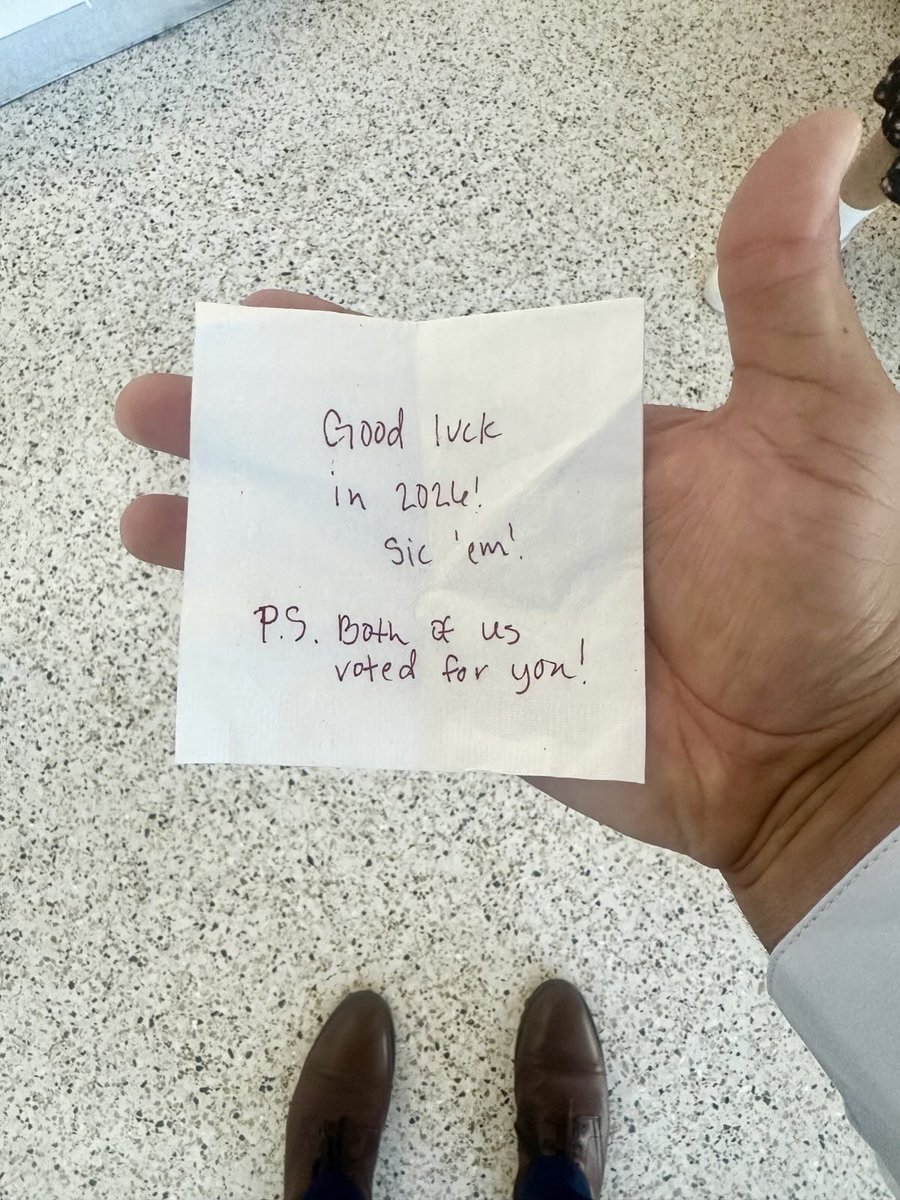 Good luck
in 2026!
Sic 'em!
P.S. Both of us
voted for you!